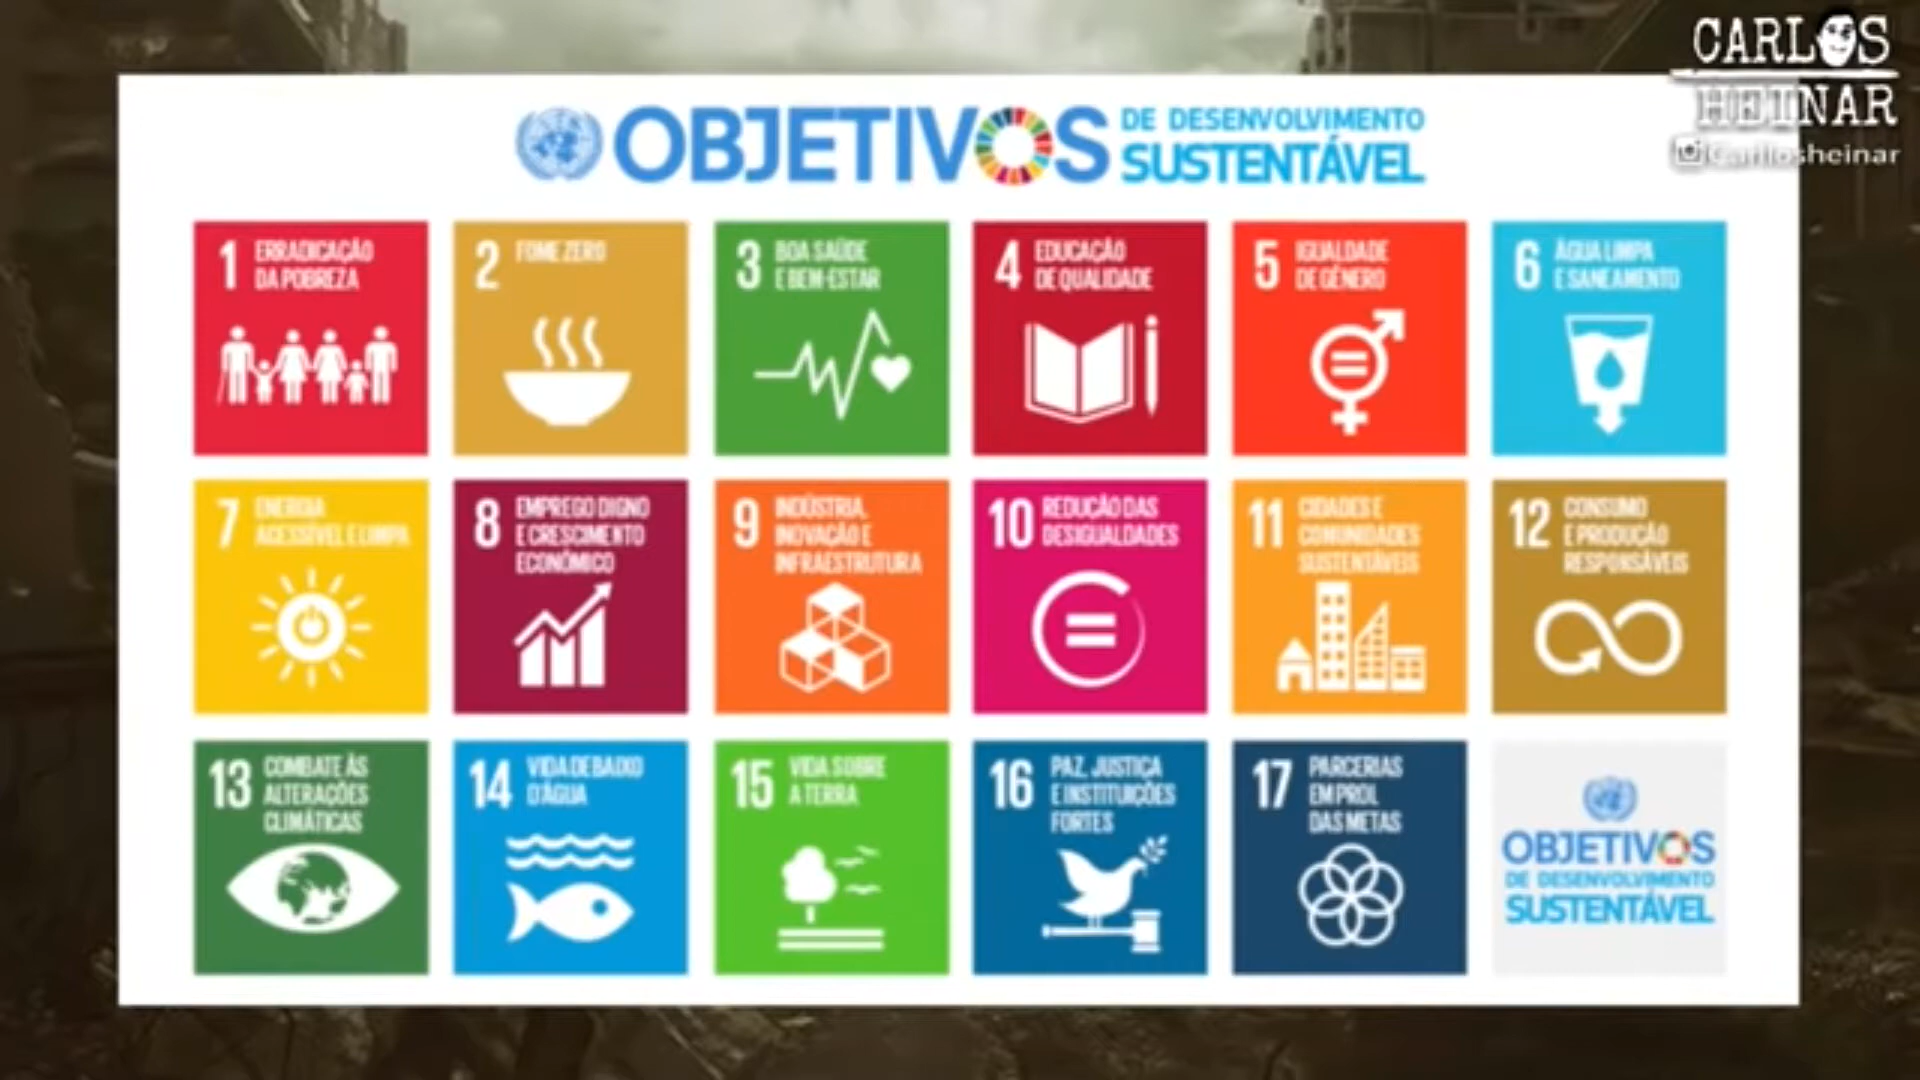 CARLOS
HEINAR
@Carllosheinar
OBJETIVOS
DE DESENVOLVIMENTO
SUSTENTÁVEL
1 ERRADICAÇÃO
DA POBREZA
2 FOME ZERO
3 BOA SAÚDE
E BEM-ESTAR
4 EDUCAÇÃO
DE QUALIDADE
5 IGUALDADE
DE GÊNERO
6 ÁGUA LIMPA
E SANEAMENTO
7 ENERGIA
ACESSÍVEL E LIMPA
8 EMPREGO DIGNO
E CRESCIMENTO
ECONÔMICO
9 INDÚSTRIA,
INOVAÇÃO E
INFRAESTRUTURA
10 REDUÇÃO DAS
DESIGUALDADES
11 CIDADES E
COMUNIDADES
SUSTENTÁVEIS
12 CONSUMO
E PRODUÇÃO
RESPONSÁVEIS
13 COMBATE ÀS
ALTERAÇÕES
CLIMÁTICAS
14 VIDA DEBAIXO
D'ÁGUA
15 VIDA SOBRE
A TERRA
16 PAZ, JUSTIÇA
E INSTITUIÇÕES
FORTES
17 PARCERIAS
EM PROL
DAS METAS
OBJETIVOS
DE DESENVOLVIMENTO
SUSTENTÁVEL